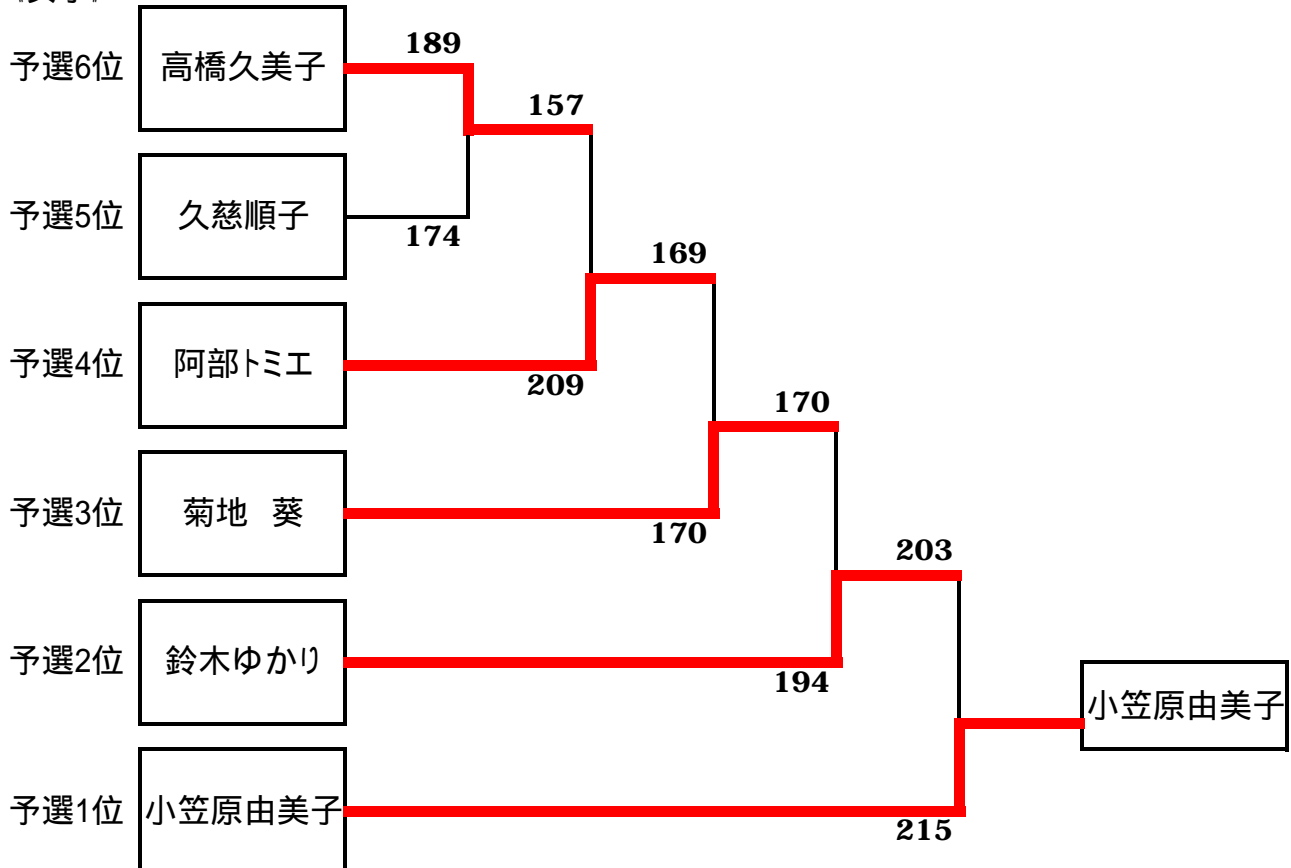 予選6位 高橋久美子 189
157
予選5位 久慈順子 174
169
予選4位 阿部トミエ 209
170
予選3位 菊地 葵 170
203
予選2位 鈴木ゆかり 194
小笠原由美子
予選1位 小笠原由美子 215